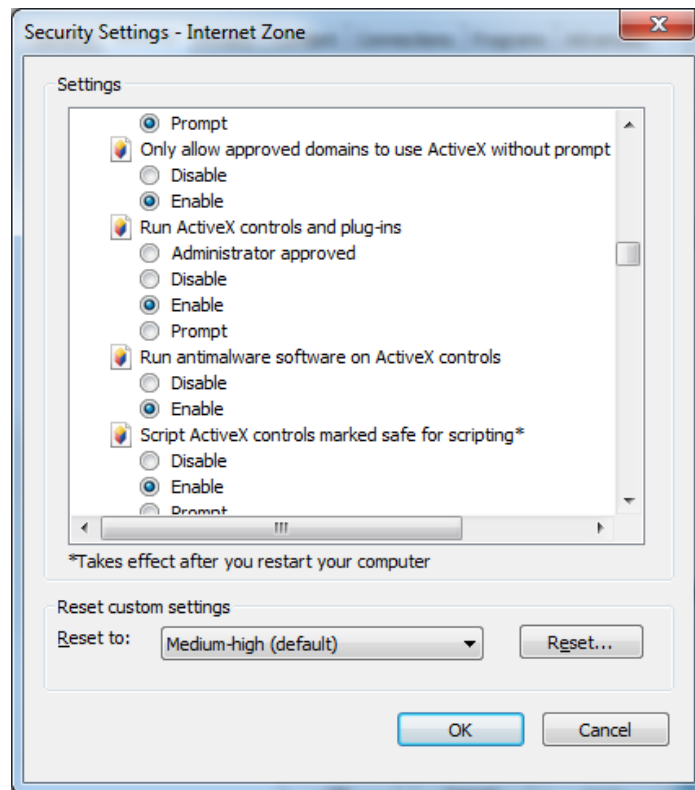 Security Settings - Internet Zone
Settings
Prompt
Only allow approved domains to use ActiveX without prompt
Disable
Enable
Run ActiveX controls and plug-ins
Administrator approved
Disable
Enable
Prompt
Run antimalware software on ActiveX controls
Disable
Enable
Script ActiveX controls marked safe for scripting*
Disable
Enable
Prompt
*Takes effect after you restart your computer
Reset custom settings
Reset to: Medium-high (default) Reset...
OK Cancel